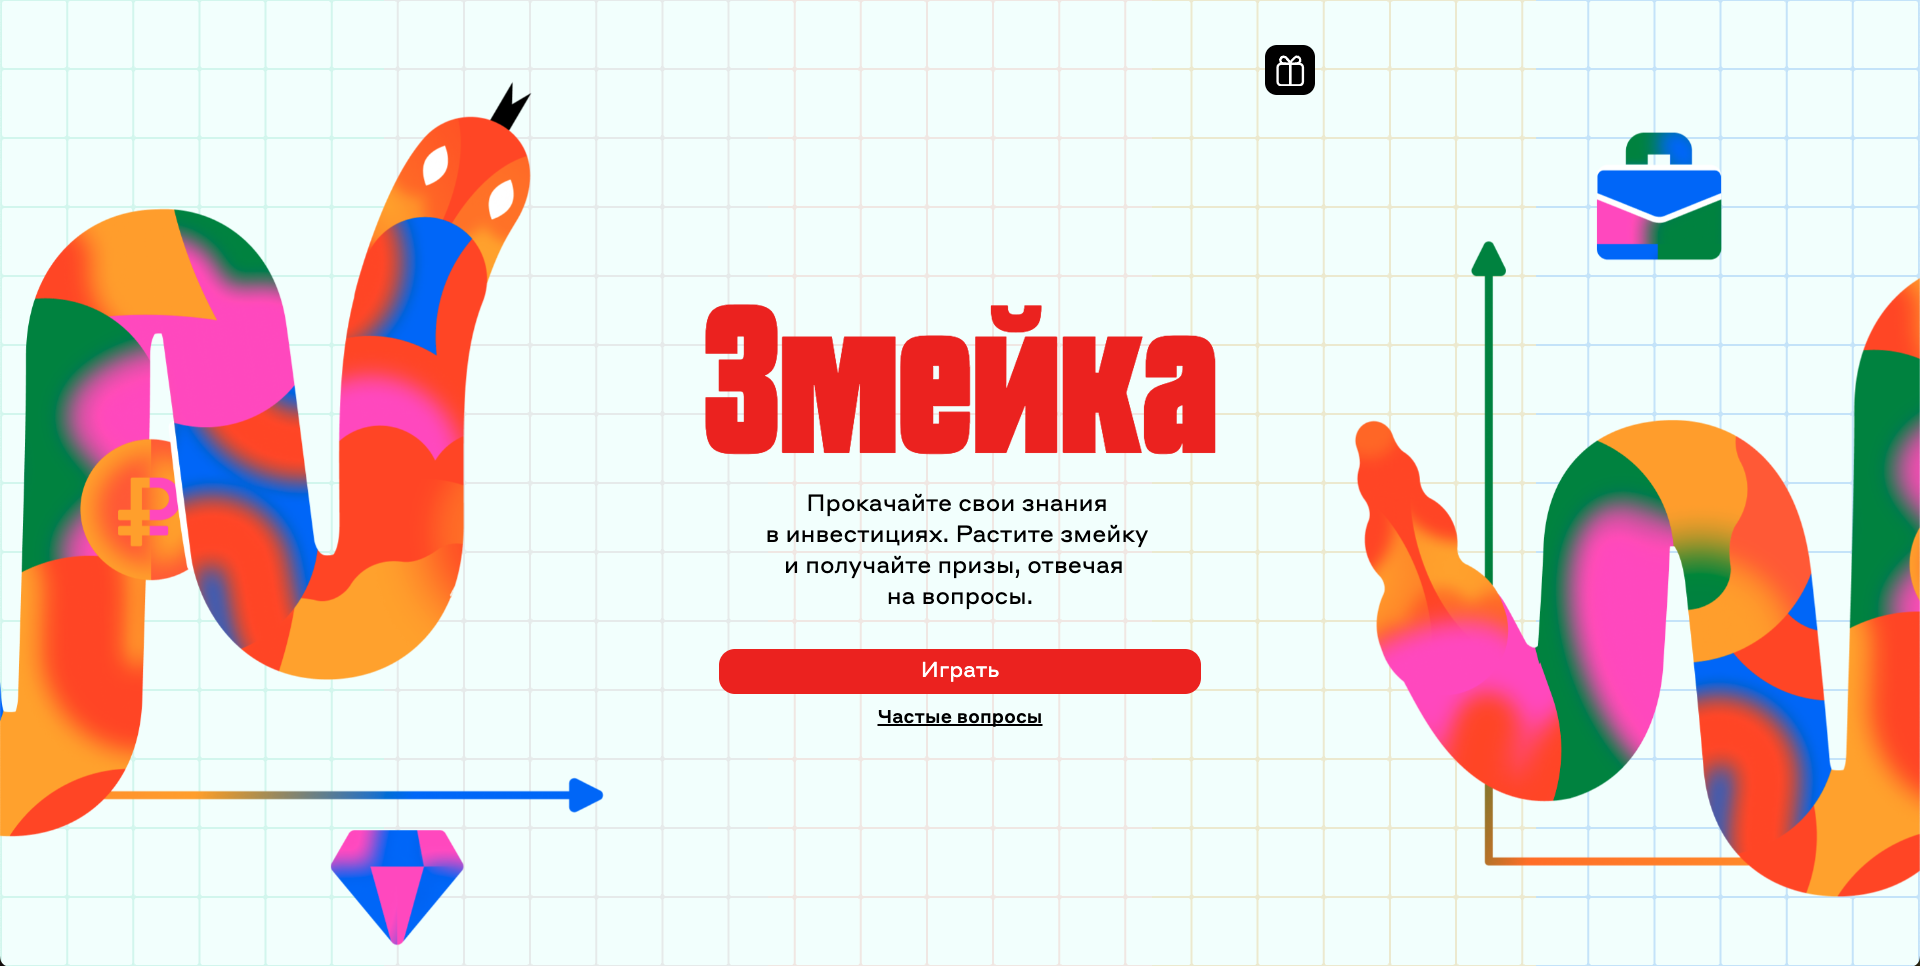 Змейка
Прокачайте свои знания
в инвестициях. Растите змейку
и получайте призы, отвечая
на вопросы.
Играть
Частые вопросы